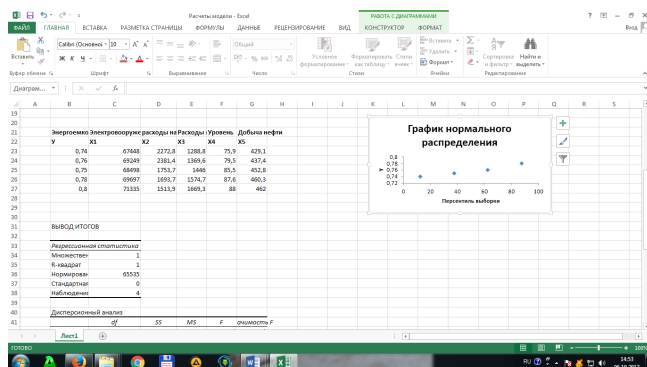 Расчеты модели - Excel
РАБОТА С ДИАГРАММАМИ
ФАЙЛ ГЛАВНАЯ ВСТАВКА РАЗМЕТКА СТРАНИЦЫ ФОРМУЛЫ ДАННЫЕ РЕЦЕНЗИРОВАНИЕ ВИД КОНСТРУКТОР ФОРМАТ Вход
Calibri (Основной 10
Общий
Вставить
Ж К Ч
Условное форматирование
Форматировать как таблицу
Стили ячеек
Вставить
Удалить
Формат
Сортировка и фильтр
Найти и выделить
Буфер обмена Шрифт Выравнивание Число Стили Ячейки Редактирование
Диаграм...
A B C D E F G H I J K L M N O P Q R S
19
20
21 Энергоемко Электровооруже расходы на Расходы Уровень Добыча нефти
22 У X1 X2 X3 X4 X5
23 0,74 67448 2272,8 1288,8 75,9 429,1
24 0,76 69249 2381,4 1369,6 79,5 437,4
25 0,75 68498 1753,7 1446 85,5 452,8
26 0,78 69697 1693,7 1574,7 87,6 460,3
27 0,8 71335 1513,9 1669,3 88 462
28
29
30
31 ВЫВОД ИТОГОВ
32
33 Регрессионная статистика
34 Множествен 1
35 R-квадрат 1
36 Нормирован 65535
37 Стандартная 0
38 Наблюдения 4
39
40 Дисперсионный анализ
41 df SS MS F ачимость F
График нормального
распределения
Y
0,8
0,78
0,76
0,74
0,72
0 20 40 60 80 100
Персентиль выборки
Лист1
ГОТОВО
100%
RU
14:53